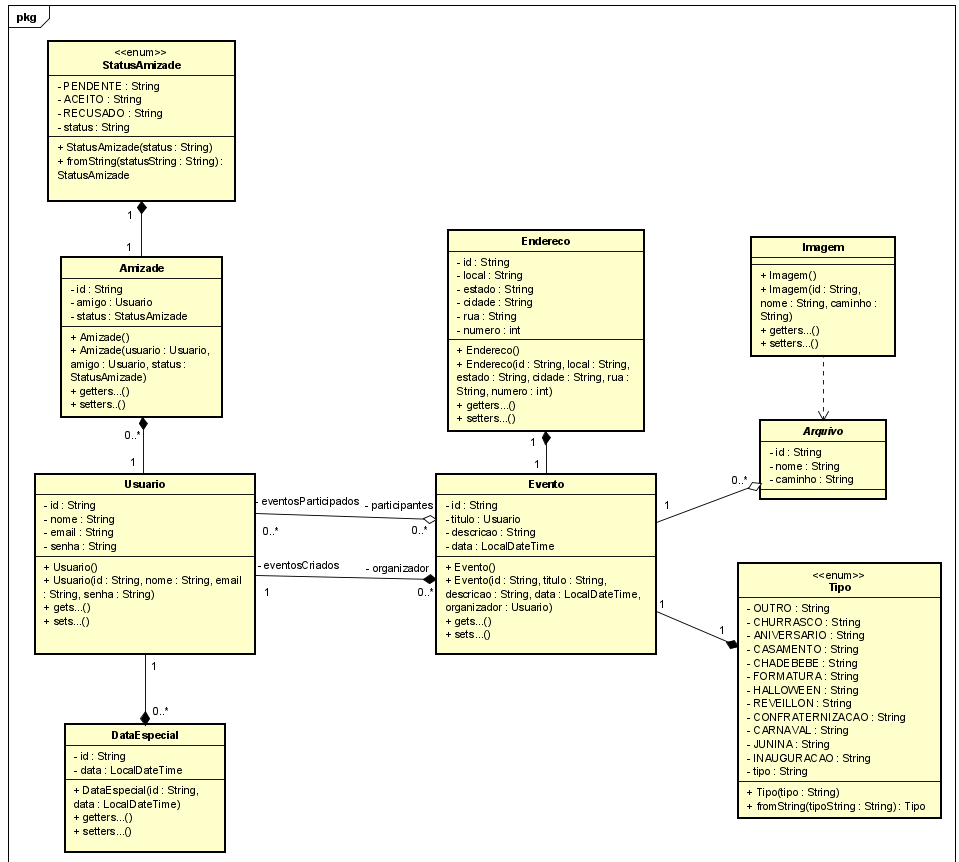 pkg
<<enum>>
StatusAmizade
- PENDENTE : String
- ACEITO : String
- RECUSADO : String
- status : String
+ StatusAmizade(status : String)
+ fromString(statusString : String) :
StatusAmizade
1
1
Amizade
- id : String
- amigo : Usuario
- status : StatusAmizade
+ Amizade()
+ Amizade(usuario : Usuario,
amigo : Usuario, status :
StatusAmizade)
+ getters...()
+ setters..()
0..*
1
Usuario
- id : String
- nome : String
- email : String
- senha : String
+ Usuario()
+ Usuario(id : String, nome : String, email
: String, senha : String)
+ gets...()
+ sets...()
1
0..*
DataEspecial
- id : String
- data : LocalDateTime
+ DataEspecial(id : String,
data : LocalDateTime)
+ getters...()
+ setters...()
- eventosParticipados
- participantes
0..*
0..*
- eventosCriados
- organizador
1
0..*
Endereco
- id : String
- local : String
- estado : String
- cidade : String
- rua : String
- numero : int
+ Endereco()
+ Endereco(id : String, local : String,
estado : String, cidade : String, rua :
String, numero : int)
+ getters...()
+ setters...()
1
1
Evento
- id : String
- titulo : Usuario
- descricao : String
- data : LocalDateTime
+ Evento()
+ Evento(id : String, titulo : String,
descricao : String, data : LocalDateTime,
organizador : Usuario)
+ gets...()
+ sets...()
Imagem
+ Imagem()
+ Imagem(id : String,
nome : String, caminho :
String)
+ getters...()
+ setters...()
Arquivo
- id : String
- nome : String
- caminho : String
0..*
1
1
1
<<enum>>
Tipo
- OUTRO : String
- CHURRASCO : String
- ANIVERSARIO : String
- CASAMENTO : String
- CHADEBEBE : String
- FORMATURA : String
- HALLOWEEN : String
- REVEILLON : String
- CONFRATERNIZACAO : String
- CARNAVAL : String
- JUNINA : String
- INAUGURACAO : String
- tipo : String
+ Tipo(tipo : String)
+ fromString(tipoString : String) : Tipo